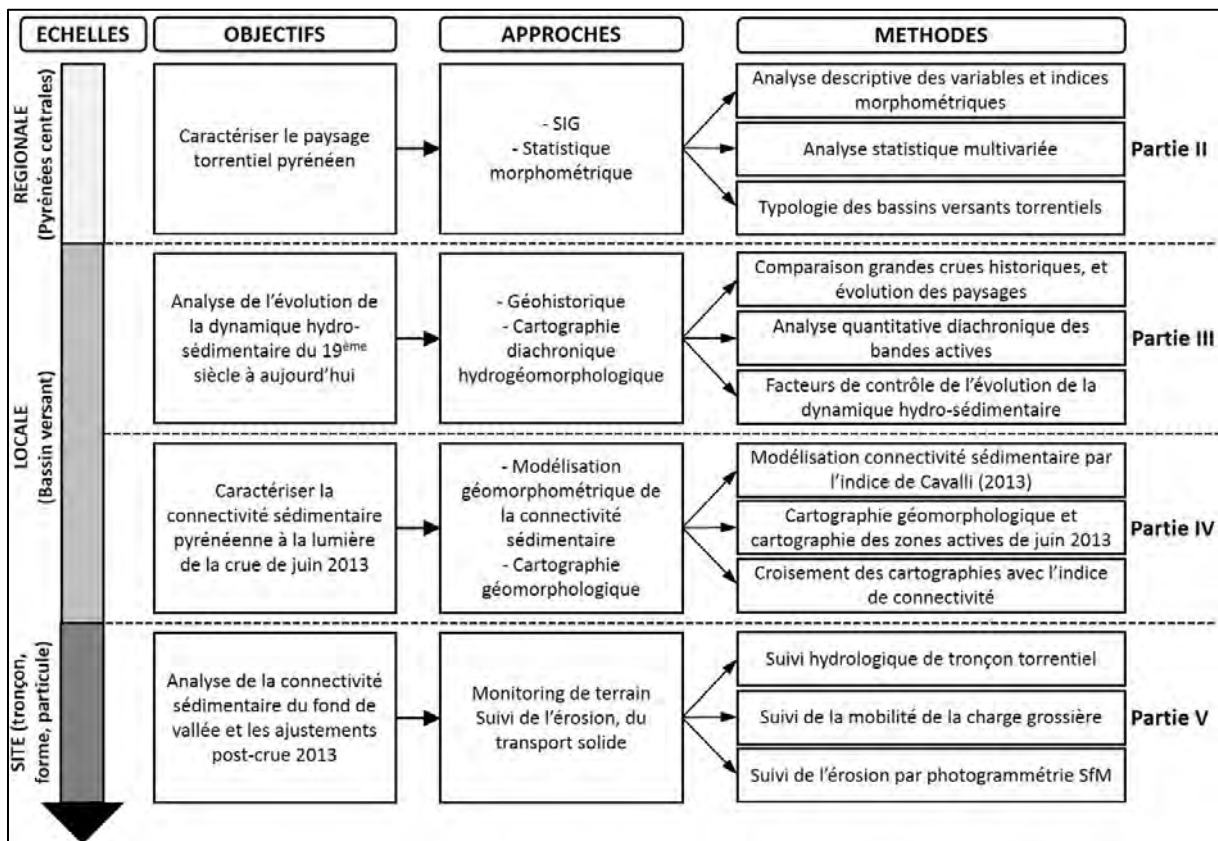 ECHELLES
OBJECTIFS
APPROCHES
METHODES
REGIONALE
(Pyrénées centrales)
Caractériser le paysage
torrentiel pyrénéen
- SIG
- Statistique
morphométrique
Analyse descriptive des variables et indices
morphométriques
Analyse statistique multivariée
Typologie des bassins versants torrentiels
Partie II
LOCALE
(Bassin versant)
Analyse de l'évolution de
la dynamique hydro-
sédimentaire du 19ème
siècle à aujourd'hui
- Géohistorique
- Cartographie
diachronique
hydrogéomorphologique
Comparaison grandes crues historiques, et
évolution des paysages
Analyse quantitative diachronique des
bandes actives
Facteurs de contrôle de l'évolution de la
dynamique hydro-sédimentaire
Partie III
Caractériser la
connectivité sédimentaire
pyrénéenne à la lumière
de la crue de juin 2013
- Modélisation
géomorphométrique de
la connectivité
sédimentaire
- Cartographie
géomorphologique
Modélisation connectivité sédimentaire par
l'indice de Cavalli (2013)
Cartographie géomorphologique et
cartographie des zones actives de juin 2013
Croisement des cartographies avec l'indice
de connectivité
Partie IV
SITE (tronçon,
forme, particule)
Analyse de la connectivité
sédimentaire du fond de
vallée et les ajustements
post-crue 2013
Monitoring de terrain
Suivi de l'érosion, du
transport solide
Suivi hydrologique de tronçon torrentiel
Suivi de la mobilité de la charge grossière
Suivi de l'érosion par photogrammétrie SfM
Partie V